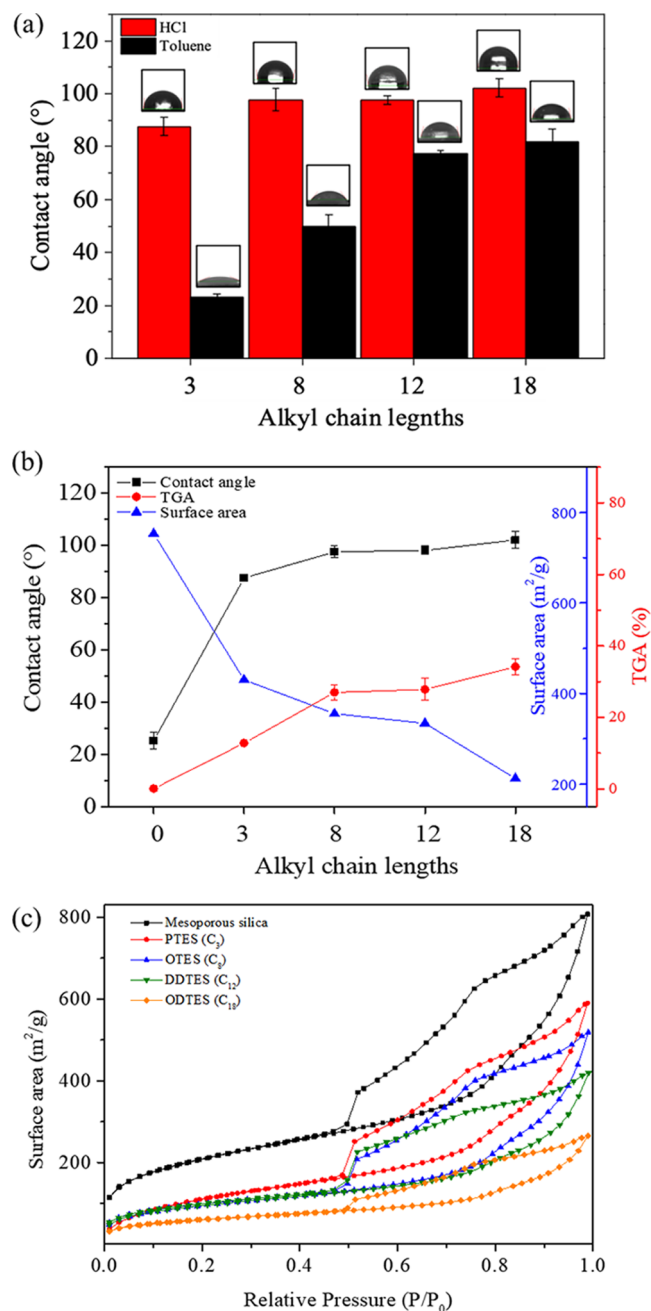 (a)
HCl
Toluene
120
100
80
60
40
20
0
Contact angle (°)
3 8 12 18
Alkyl chain legnths
(b)
Contact angle
TGA
Surface area
120
100
80
60
40
20
0
Contact angle (°)
800
600
400
200
Surface area (m²/g)
80
60
40
20
0
TGA (%)
0 3 8 12 18
Alkyl chain lengths
(c)
Mesoporous silica
PTES (C₃)
OTES (C₈)
DDTES (C₁₂)
ODTES (C₁₈)
800
600
400
200
Surface area (m²/g)
0.0 0.2 0.4 0.6 0.8 1.0
Relative Pressure (P/P₀)